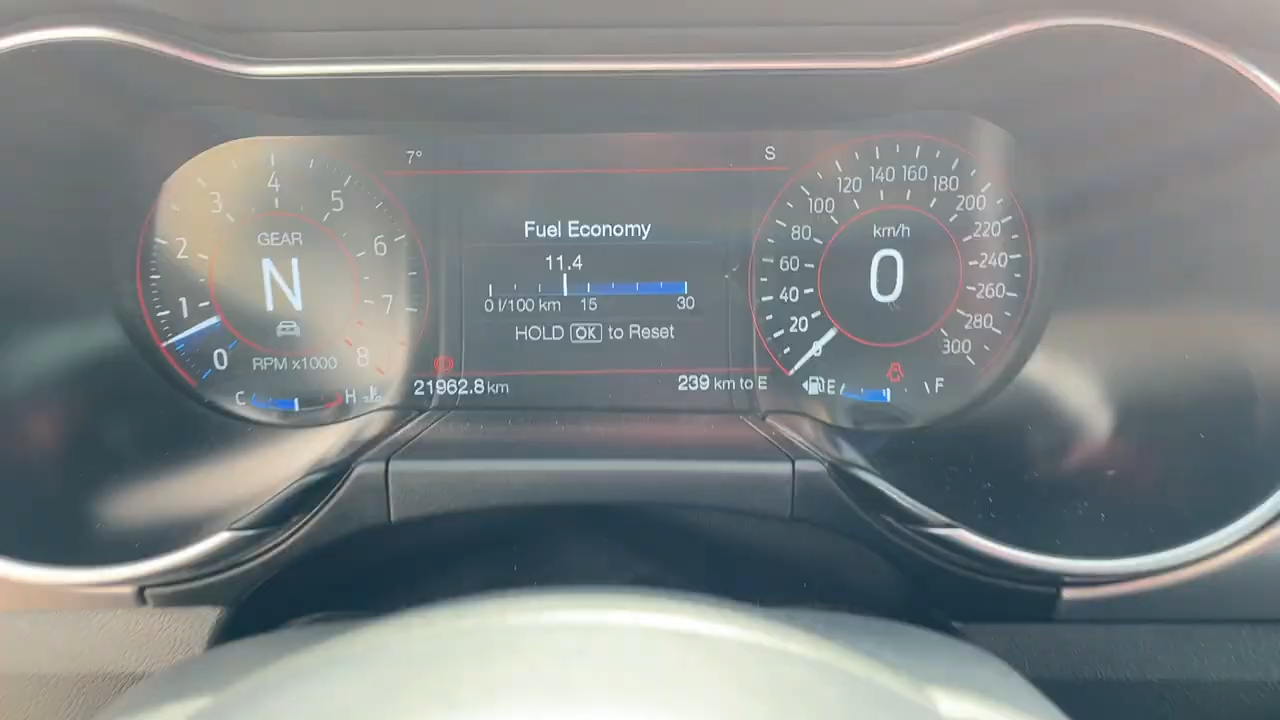 7°
S
4
3
5
2
6
1
7
0
8
GEAR
N
RPM x1000
C
H
Fuel Economy
11.4
0 l/100 km 15 30
HOLD OK to Reset
21962.8 km
239 km to E
140 160
120 180
100 200
80 220
60 240
40 260
20 280
0 300
km/h
0
E
F